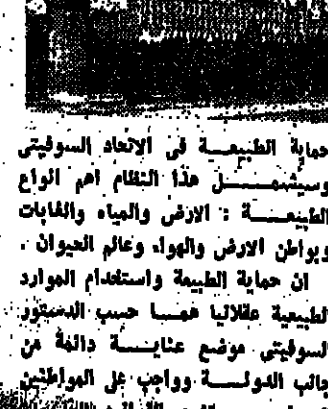 حماية الطبيعة في الاتحاد السوفيتي
وسيشمل هذا النظام اهم انواع
الطبيعة : الارض والمياه والغابات
وبواطن الارض والهواء وعالم الحيوان .
ان حماية الطبيعة واستخدام الموارد
الطبيعية عقلانيا همسا حسب الدستور
السوفيتي موضع عناية دائمة من
جانب الدولة وواجب على المواطنين